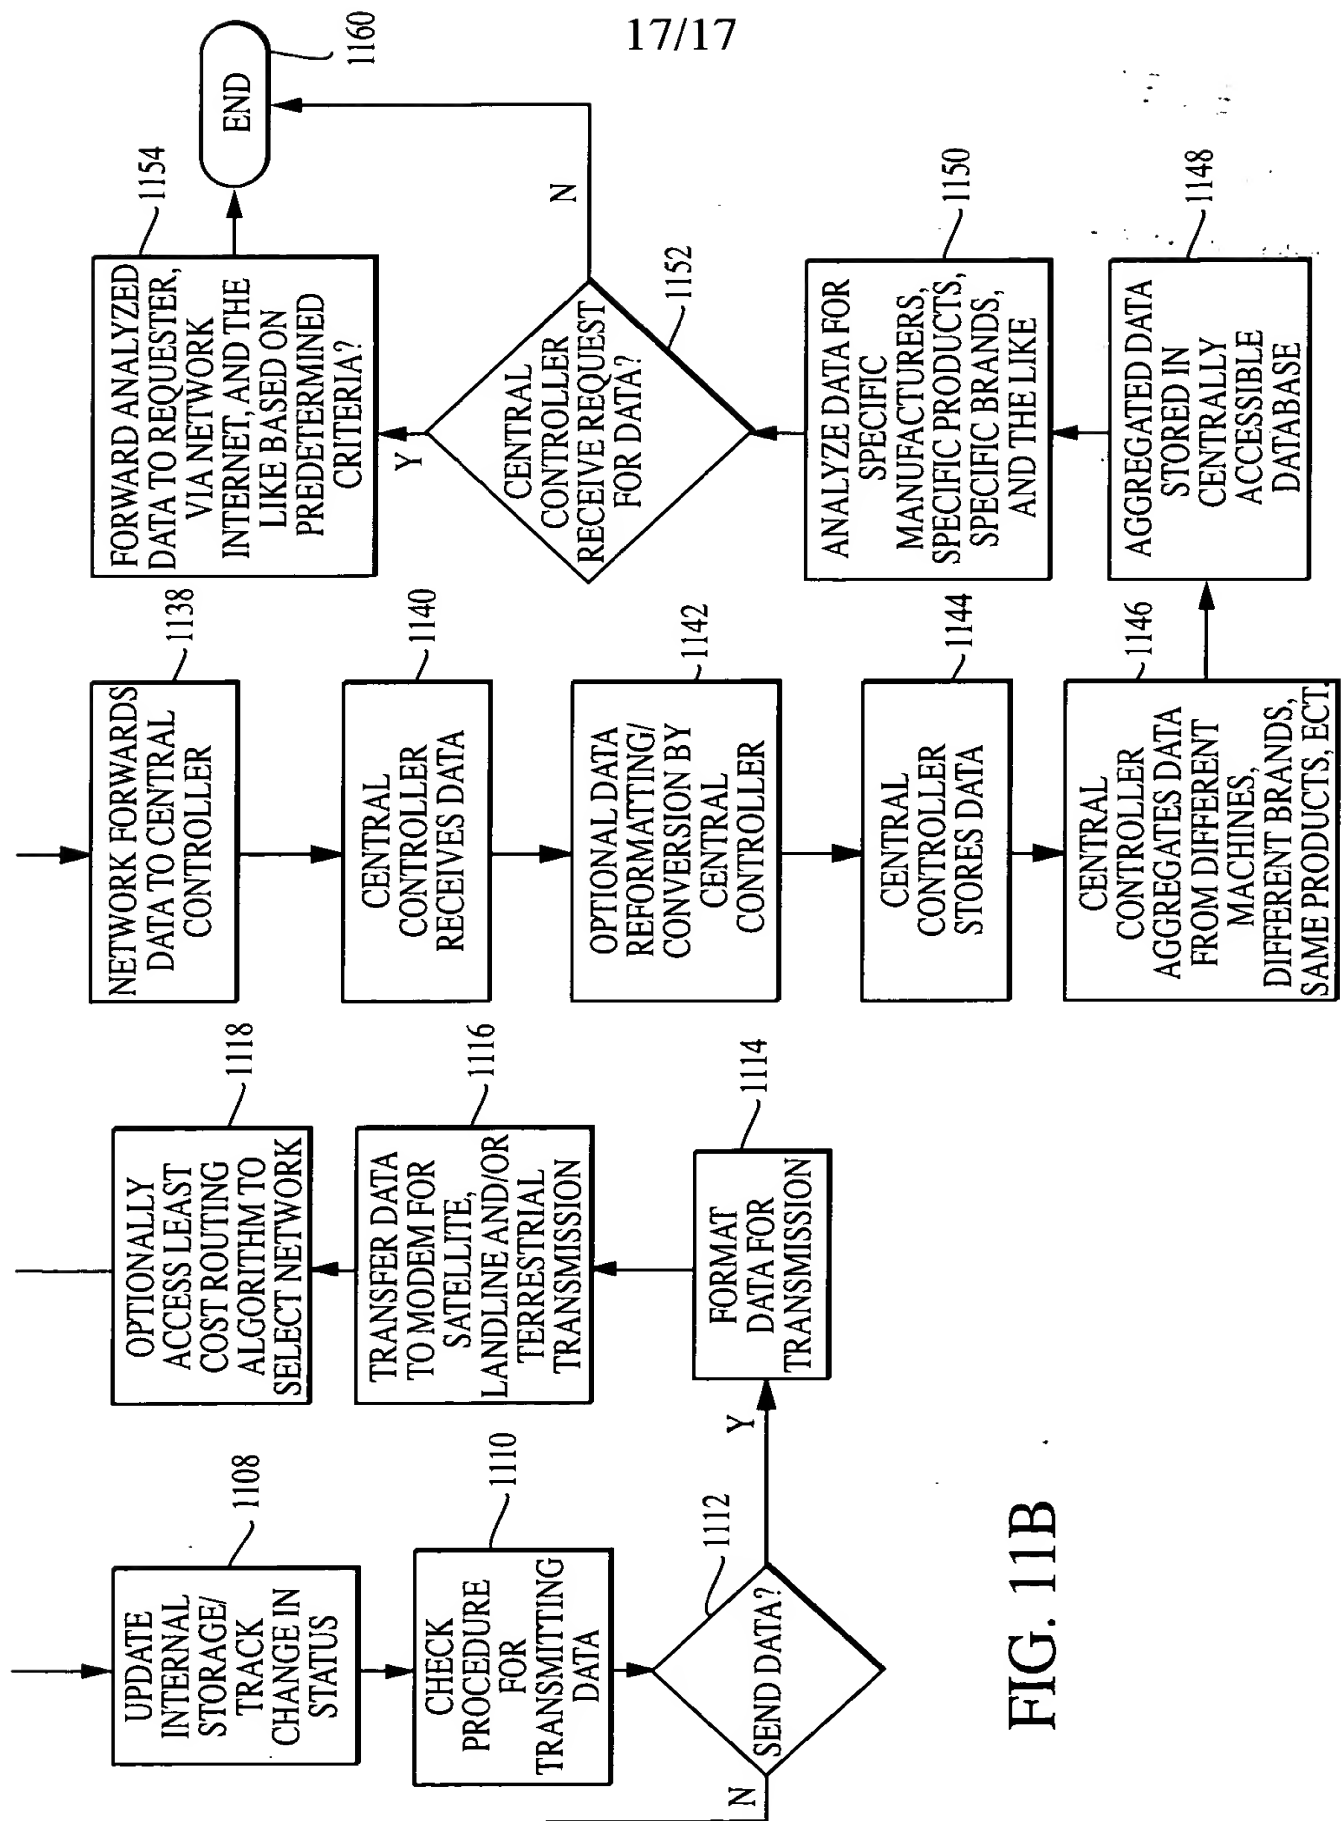 17/17
UPDATE
INTERNAL
STORAGE/
TRACK
CHANGE IN
STATUS
1108
CHECK
PROCEDURE
FOR
TRANSMITTING
DATA
1110
SEND DATA?
1112
N
Y
FORMAT
DATA FOR
TRANSMISSION
1114
TRANSFER DATA
TO MODEM FOR
SATELLITE,
LANDLINE AND/OR
TERRESTRIAL
TRANSMISSION
1116
OPTIONALLY
ACCESS LEAST
COST ROUTING
ALGORITHM TO
SELECT NETWORK
1118
NETWORK FORWARDS
DATA TO CENTRAL
CONTROLLER
1138
CENTRAL
CONTROLLER
RECEIVES DATA
1140
OPTIONAL DATA
REFORMATTING/
CONVERSION BY
CENTRAL
CONTROLLER
1142
CENTRAL
CONTROLLER
STORES DATA
1144
CENTRAL
CONTROLLER
AGGREGATES DATA
FROM DIFFERENT
MACHINES,
DIFFERENT BRANDS,
SAME PRODUCTS, ECT.
1146
AGGREGATED DATA
STORED IN
CENTRALLY
ACCESSIBLE
DATABASE
1148
ANALYZE DATA FOR
SPECIFIC
MANUFACTURERS,
SPECIFIC PRODUCTS,
SPECIFIC BRANDS,
AND THE LIKE
1150
CENTRAL
CONTROLLER
RECEIVE REQUEST
FOR DATA?
1152
Y
N
FORWARD ANALYZED
DATA TO REQUESTER,
VIA NETWORK
INTERNET, AND THE
LIKE BASED ON
PREDETERMINED
CRITERIA?
1154
END
1160
FIG. 11B